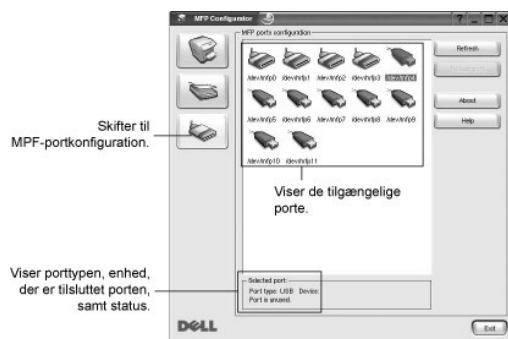 MFP Configurator
MFP ports configuration
/dev/mfp0 /dev/mfp1 /dev/mfp2 /dev/mfp3 /dev/mfp4
/dev/mfp5 /dev/mfp6 /dev/mfp7 /dev/mfp8 /dev/mfp9
/dev/mfp10 /dev/mfp11
Refresh
About
Help
Skifter til
MPF-portkonfiguration.
Viser de tilgængelige
porte.
Viser porttypen, enhed,
der er tilsluttet porten,
samt status.
Selected port:
Port type: USB Device:
Port is unused.
DELL
Exit